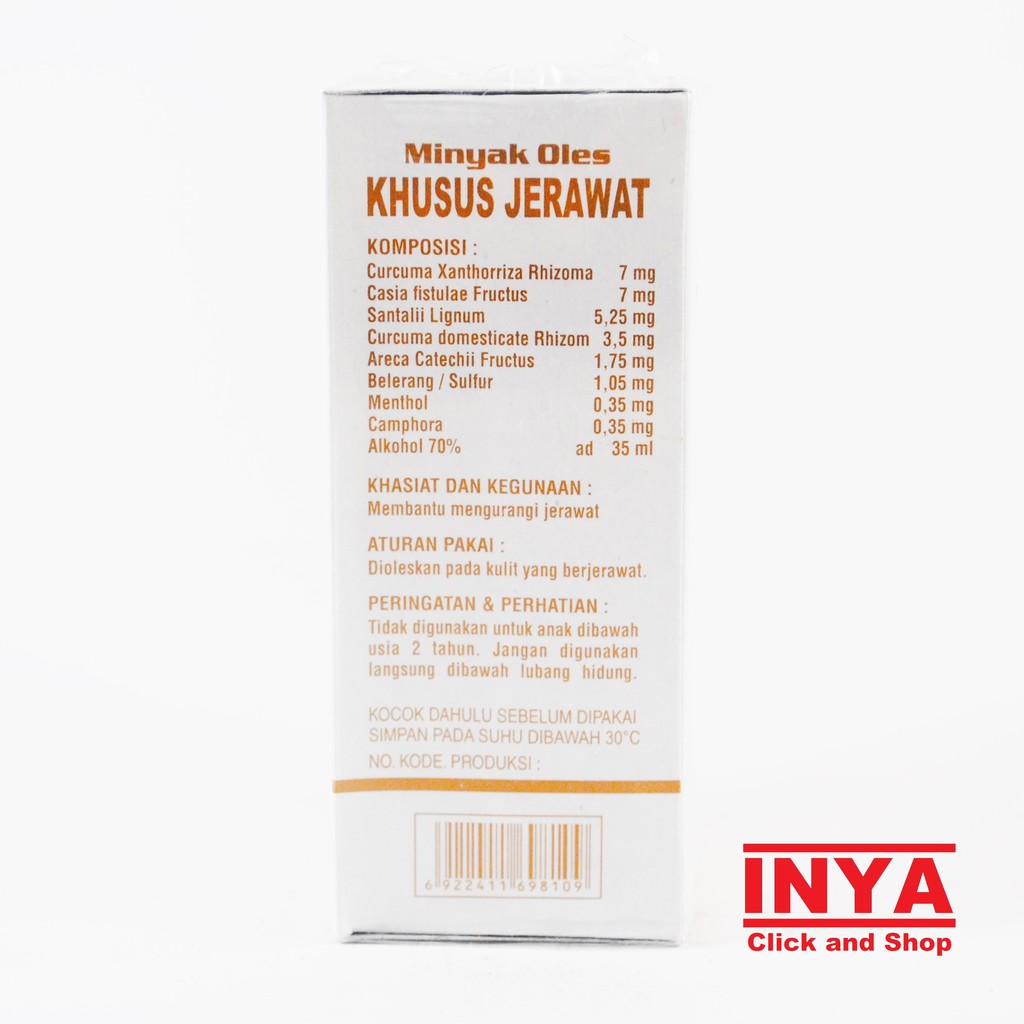 Minyak Oles
KHUSUS JERAWAT
KOMPOSISI :
Curcuma Xanthorriza Rhizoma 7 mg
Casia fistulae Fructus 7 mg
Santalii Lignum 5,25 mg
Curcuma domesticate Rhizom 3,5 mg
Areca Catechii Fructus 1,75 mg
Belerang / Sulfur 1,05 mg
Menthol 0,35 mg
Camphora 0,35 mg
Alkohol 70% ad 35 ml
KHASIAT DAN KEGUNAAN :
Membantu mengurangi jerawat
ATURAN PAKAI :
Dioleskan pada kulit yang berjerawat.
PERINGATAN & PERHATIAN :
Tidak digunakan untuk anak dibawah
usia 2 tahun. Jangan digunakan
langsung dibawah lubang hidung.
KOCOK DAHULU SEBELUM DIPAKAI
SIMPAN PADA SUHU DIBAWAH 30°C
NO. KODE. PRODUKSI :
6 922411 698109
INYA
Click and Shop